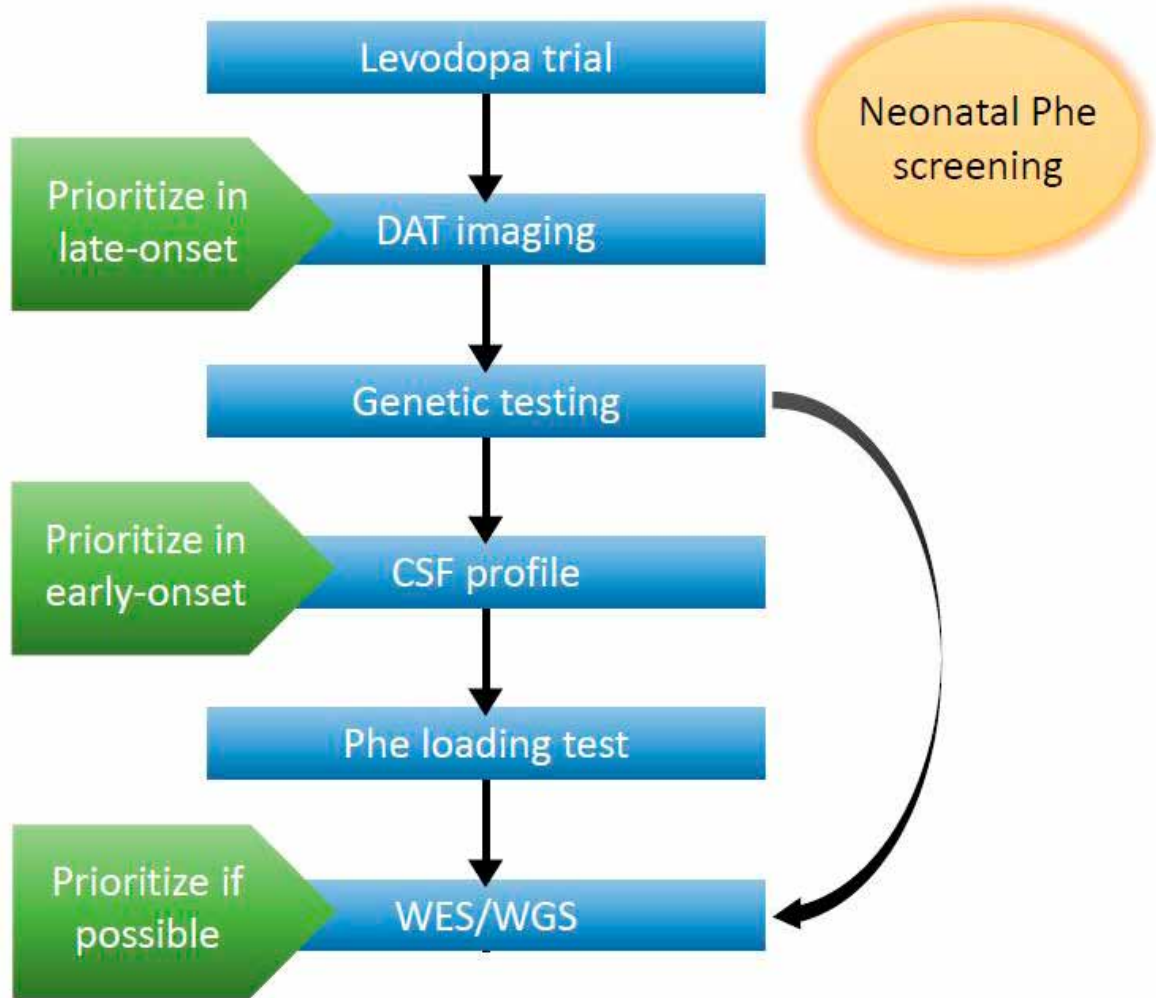 Levodopa trial
Neonatal Phe
screening
Prioritize in
late-onset
DAT imaging
Genetic testing
Prioritize in
early-onset
CSF profile
Phe loading test
Prioritize if
possible
WES/WGS